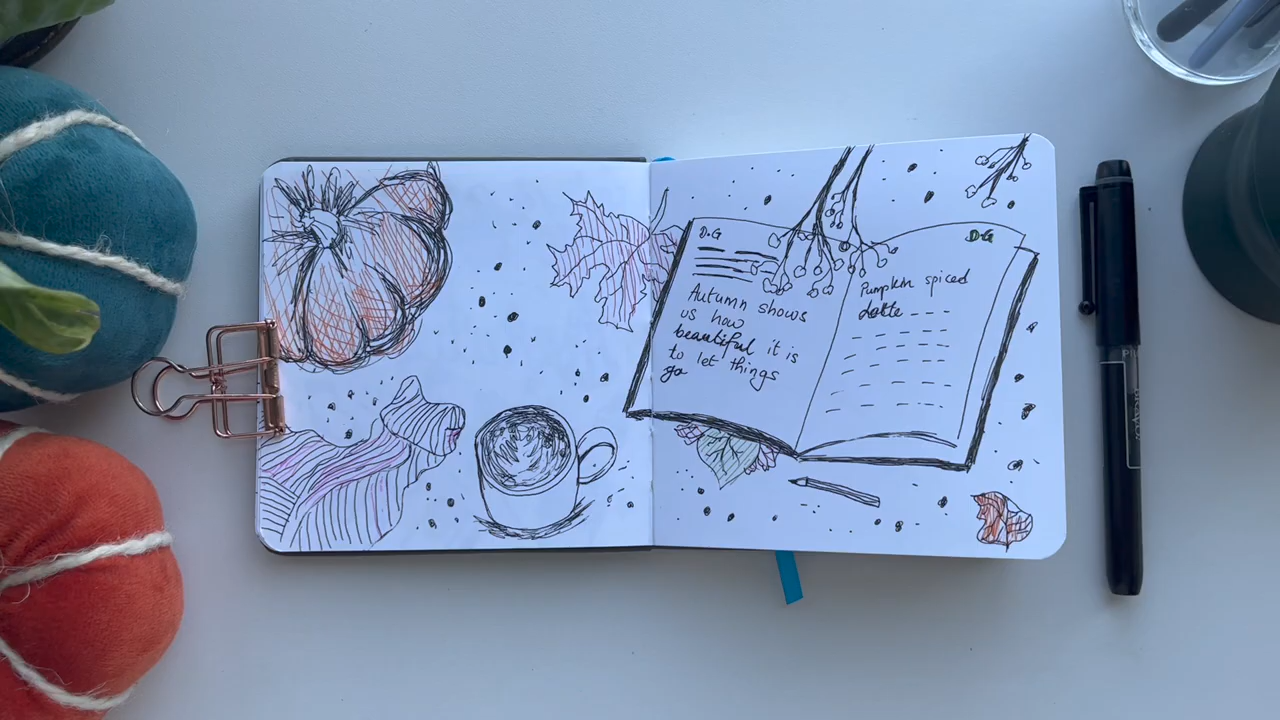 D.G
Autumn shows
us how
beautiful it is
to let things
go
D.G
Pumpkin spiced
latte